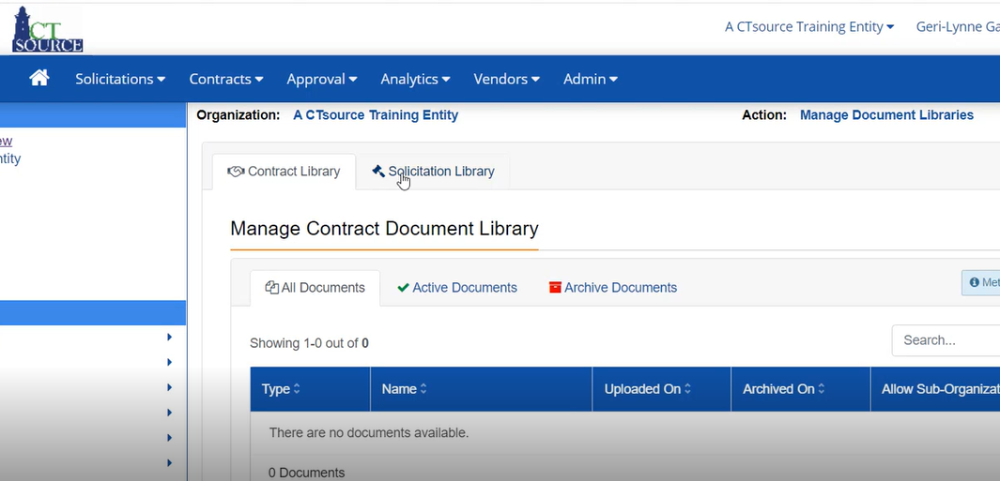 CT
SOURCE
A CTsource Training Entity
Geri-Lynne Ga
Solicitations Contracts Approval Analytics Vendors Admin
Organization: A CTsource Training Entity
Action: Manage Document Libraries
ew
ntity
Contract Library
Solicitation Library
Manage Contract Document Library
All Documents
Active Documents
Archive Documents
Met
Showing 1-0 out of 0
Search...
Type Name Uploaded On Archived On Allow Sub-Organizat
There are no documents available.
0 Documents